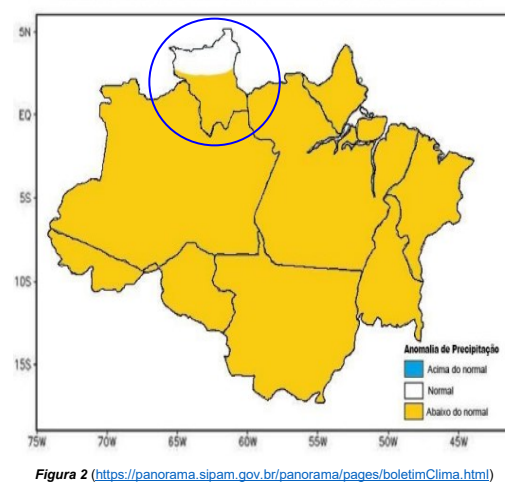 5N
EQ
5S
10S
15S
75W 70W 65W 60W 55W 50W 45W
Anomalia de Precipitação
Acima do normal
Normal
Abaixo do normal
Figura 2 (https://panorama.sipam.gov.br/panorama/pages/boletimClima.html)